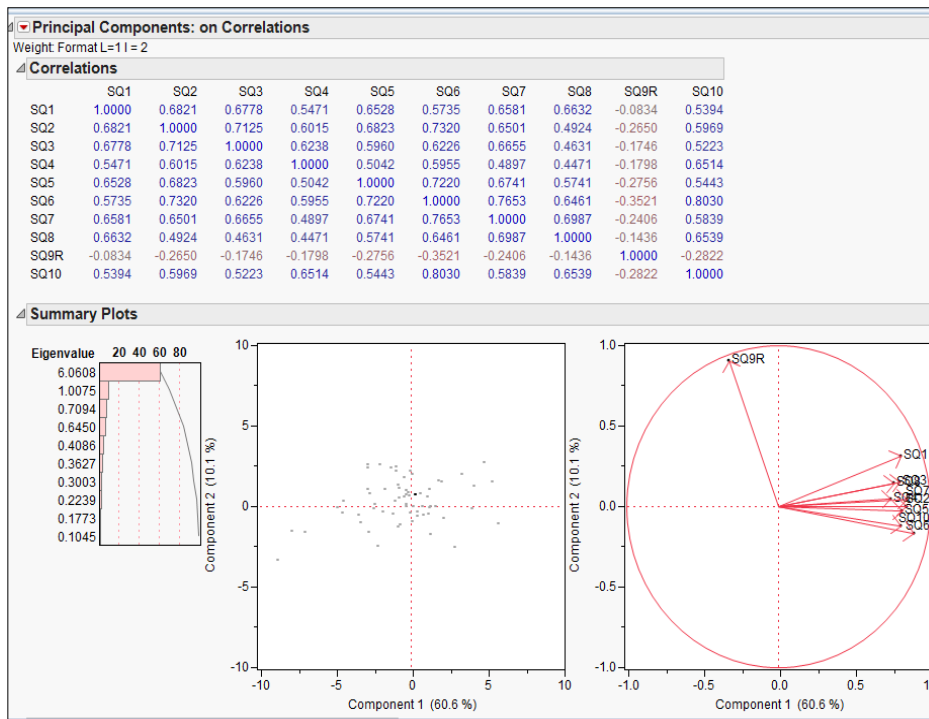 Principal Components: on Correlations
Weight: Format L=1 I = 2
Correlations
SQ1 SQ2 SQ3 SQ4 SQ5 SQ6 SQ7 SQ8 SQ9R SQ10
SQ1 1.0000 0.6821 0.6778 0.5471 0.6528 0.5735 0.6581 0.6632 -0.0834 0.5394
SQ2 0.6821 1.0000 0.7125 0.6015 0.6823 0.7320 0.6501 0.4924 -0.2650 0.5969
SQ3 0.6778 0.7125 1.0000 0.6238 0.5960 0.6226 0.6655 0.4631 -0.1746 0.5223
SQ4 0.5471 0.6015 0.6238 1.0000 0.5042 0.5955 0.4897 0.4471 -0.1798 0.6514
SQ5 0.6528 0.6823 0.5960 0.5042 1.0000 0.7220 0.6741 0.5741 -0.2756 0.5443
SQ6 0.5735 0.7320 0.6226 0.5955 0.7220 1.0000 0.7653 0.6461 -0.3521 0.8030
SQ7 0.6581 0.6501 0.6655 0.4897 0.6741 0.7653 1.0000 0.6987 -0.2406 0.5839
SQ8 0.6632 0.4924 0.4631 0.4471 0.5741 0.6461 0.6987 1.0000 -0.1436 0.6539
SQ9R -0.0834 -0.2650 -0.1746 -0.1798 -0.2756 -0.3521 -0.2406 -0.1436 1.0000 -0.2822
SQ10 0.5394 0.5969 0.5223 0.6514 0.5443 0.8030 0.5839 0.6539 -0.2822 1.0000
Summary Plots
Eigenvalue 20 40 60 80
6.0608
1.0075
0.7094
0.6450
0.4086
0.3627
0.3003
0.2239
0.1773
0.1045
10
5
0
-5
-10
Component 2 (10.1 %)
-10 -5 0 5 10
Component 1 (60.6 %)
1.0
0.5
0.0
-0.5
-1.0
Component 2 (10.1 %)
-1.0 -0.5 0.0 0.5
Component 1 (60.6 %)
SQ9R
SQ1
SQ5
SQ10
SQ6